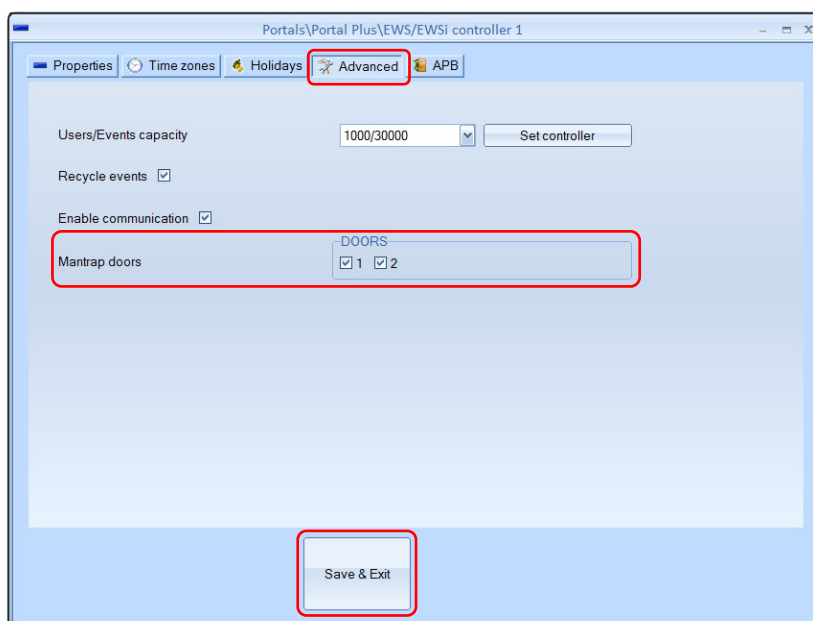 Portals\Portal Plus\EWS/EWSi controller 1
Properties Time zones Holidays Advanced APB
Users/Events capacity 1000/30000 Set controller
Recycle events
Enable communication
DOORS
Mantrap doors 1 2
Save & Exit